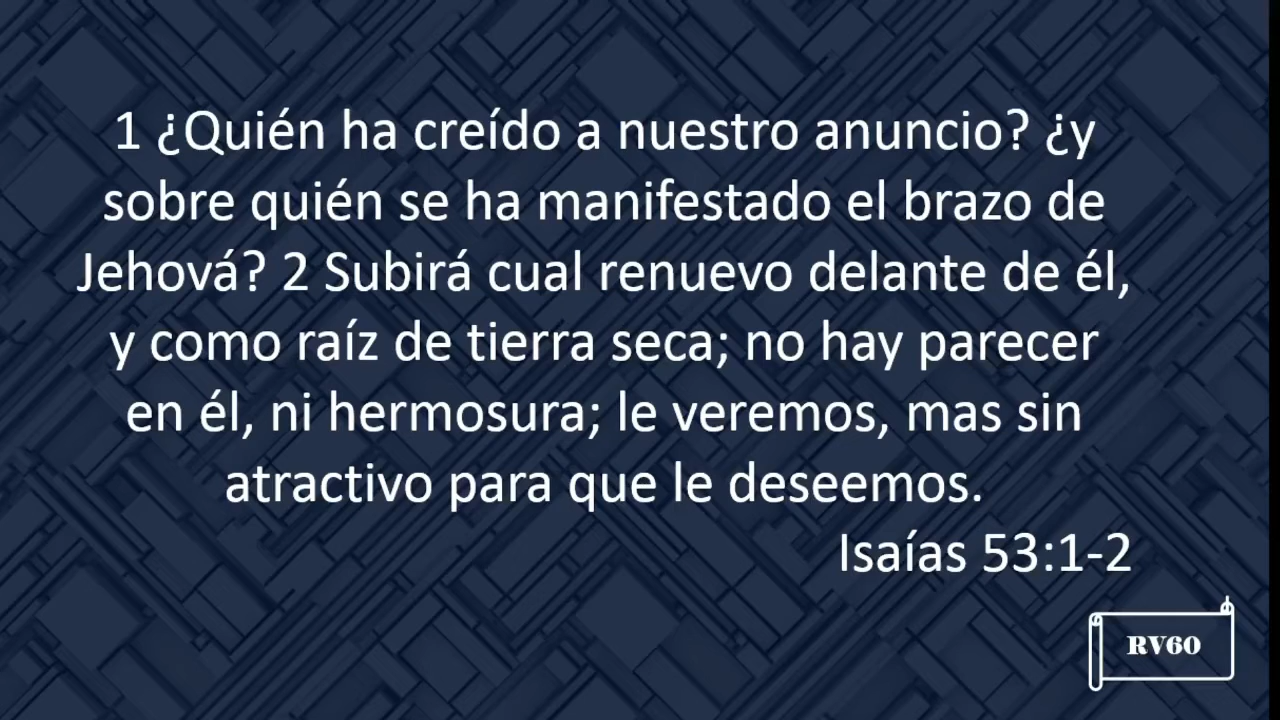 1 ¿Quién ha creído a nuestro anuncio? ¿y
sobre quién se ha manifestado el brazo de
Jehová? 2 Subirá cual renuevo delante de él,
y como raíz de tierra seca; no hay parecer
en él, ni hermosura; le veremos, mas sin
atractivo para que le deseemos.
Isaías 53:1-2
RV60